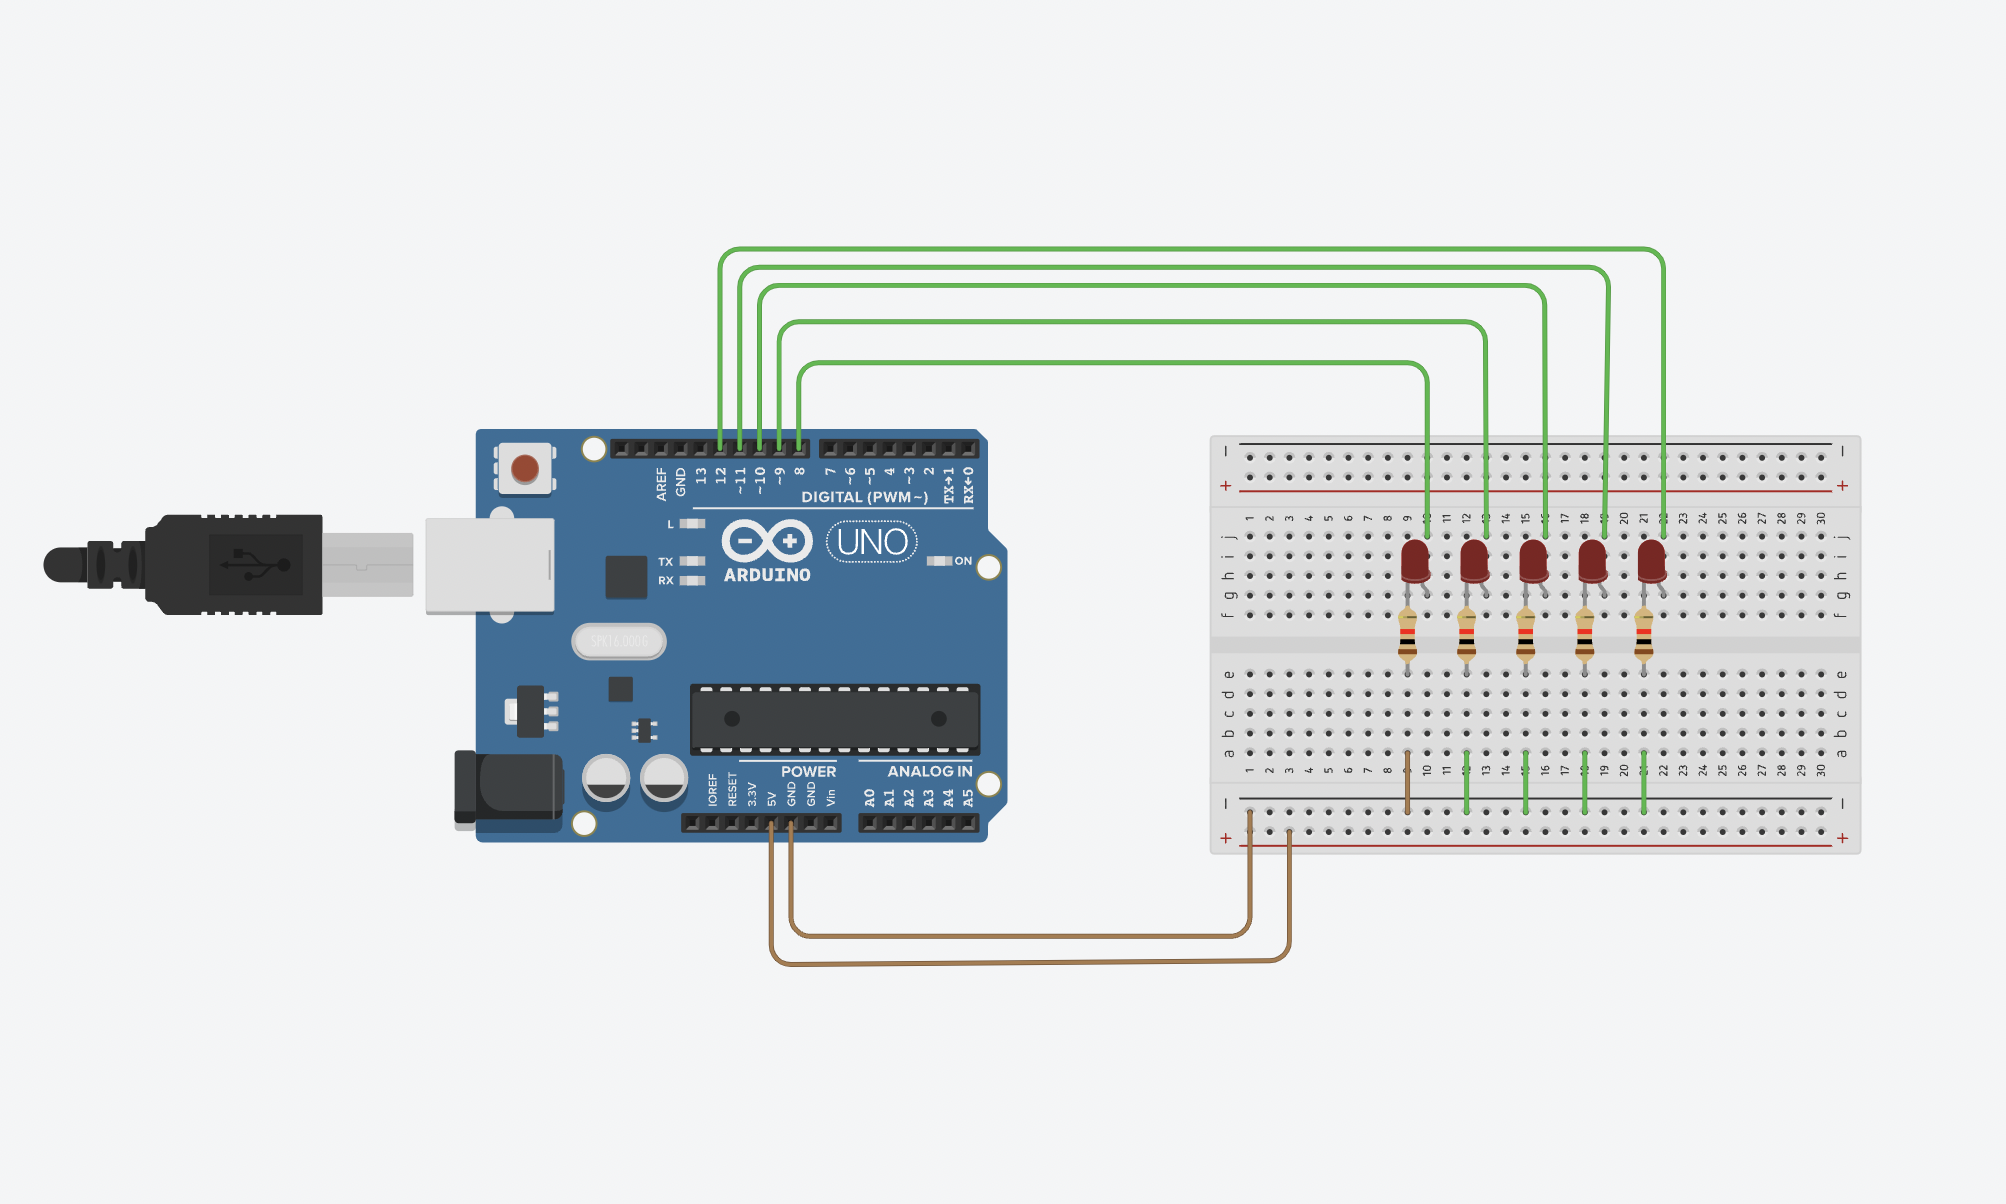 AREF
GND
13
12
~11
~10
~9
8
7
~6
~5
4
~3
2
TX→1
RX←0
DIGITAL (PWM~)
L
TX
RX
ARDUINO
UNO
ON
SPK16.000G
POWER
ANALOG IN
IOREF
RESET
3.3V
5V
GND
GND
Vin
A0
A1
A2
A3
A4
A5
− −
+ +
1 2 3 4 5 6 7 8 9 10 11 12 13 14 15 16 17 18 19 20 21 22 23 24 25 26 27 28 29 30
j j
i i
h h
g g
f f
e e
d d
c c
b b
a a
1 2 3 4 5 6 7 8 9 10 11 12 13 14 15 16 17 18 19 20 21 22 23 24 25 26 27 28 29 30
− −
+ +